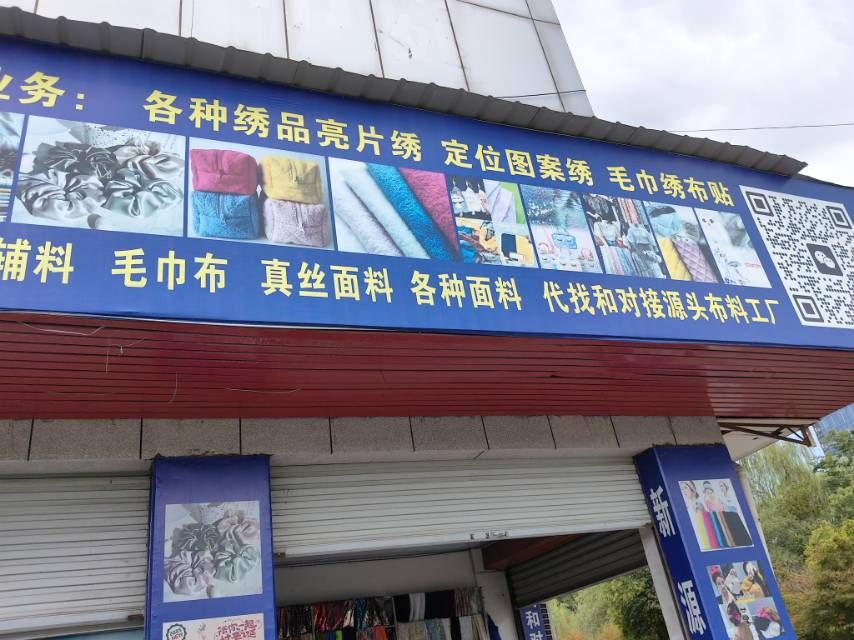 业务： 各种绣品亮片绣 定位图案绣 毛巾绣布贴
辅料 毛巾布 真丝面料 各种面料 代找和对接源头布料工厂
新
源
和对